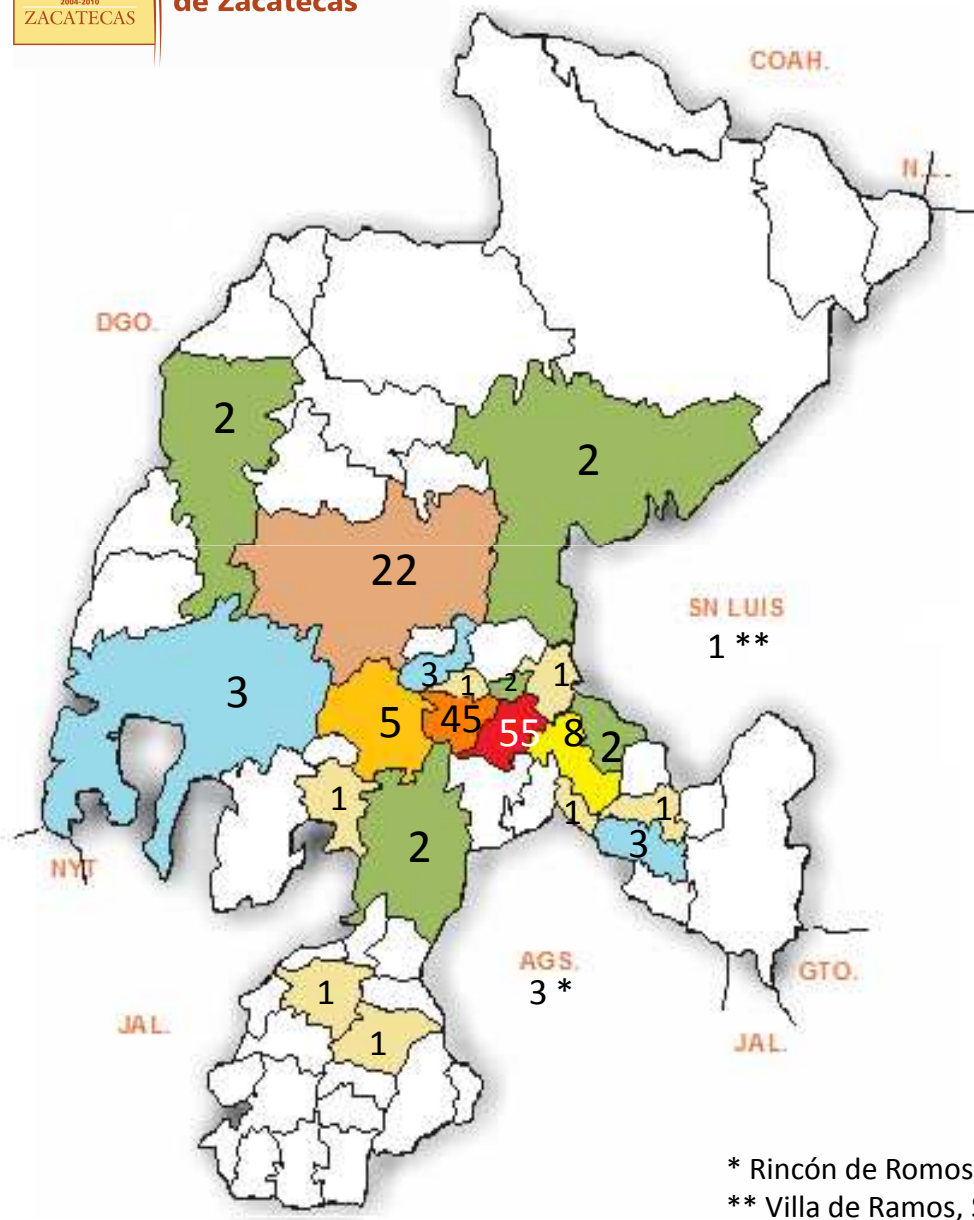 2004-2010
ZACATECAS
de Zacatecas
COAH.
DGO.
2
2
22
SN LUIS
1 **
3
1
2
1
3
5
45
55
8
2
1
1
1
3
2
NYT
AGS.
3 *
GTO.
1
JAL.
1
JAL.
* Rincón de Romos
** Villa de Ramos,